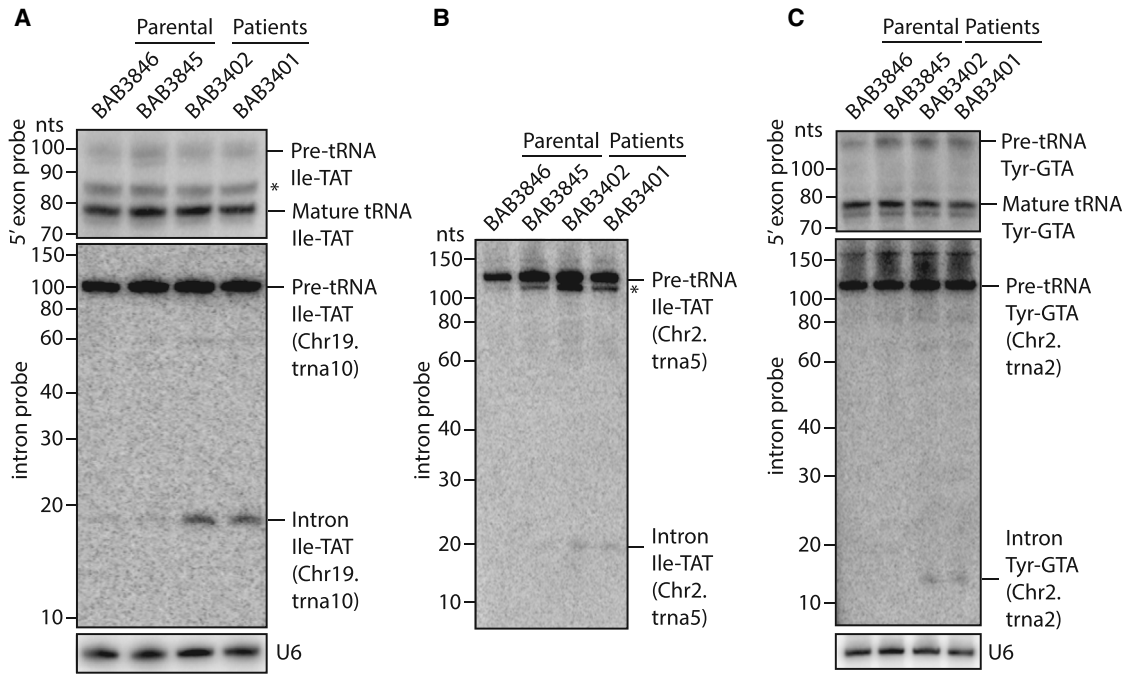 A
Parental
Patients
BAB3846
BAB3845
BAB3402
BAB3401
nts
5' exon probe
100
90
80
70
Pre-tRNA
Ile-TAT
*
Mature tRNA
Ile-TAT
intron probe
150
100
80
60
40
30
20
10
Pre-tRNA
Ile-TAT
(Chr19.
trna10)
Intron
Ile-TAT
(Chr19.
trna10)
U6
B
Parental
Patients
BAB3846
BAB3845
BAB3402
BAB3401
nts
intron probe
150
100
80
60
40
30
20
10
Pre-tRNA
Ile-TAT
*
(Chr2.
trna5)
Intron
Ile-TAT
(Chr2.
trna5)
C
Parental
Patients
BAB3846
BAB3845
BAB3402
BAB3401
nts
5' exon probe
100
80
70
Pre-tRNA
Tyr-GTA
Mature tRNA
Tyr-GTA
intron probe
150
100
80
60
40
30
20
10
Pre-tRNA
Tyr-GTA
(Chr2.
trna2)
Intron
Tyr-GTA
(Chr2.
trna2)
U6